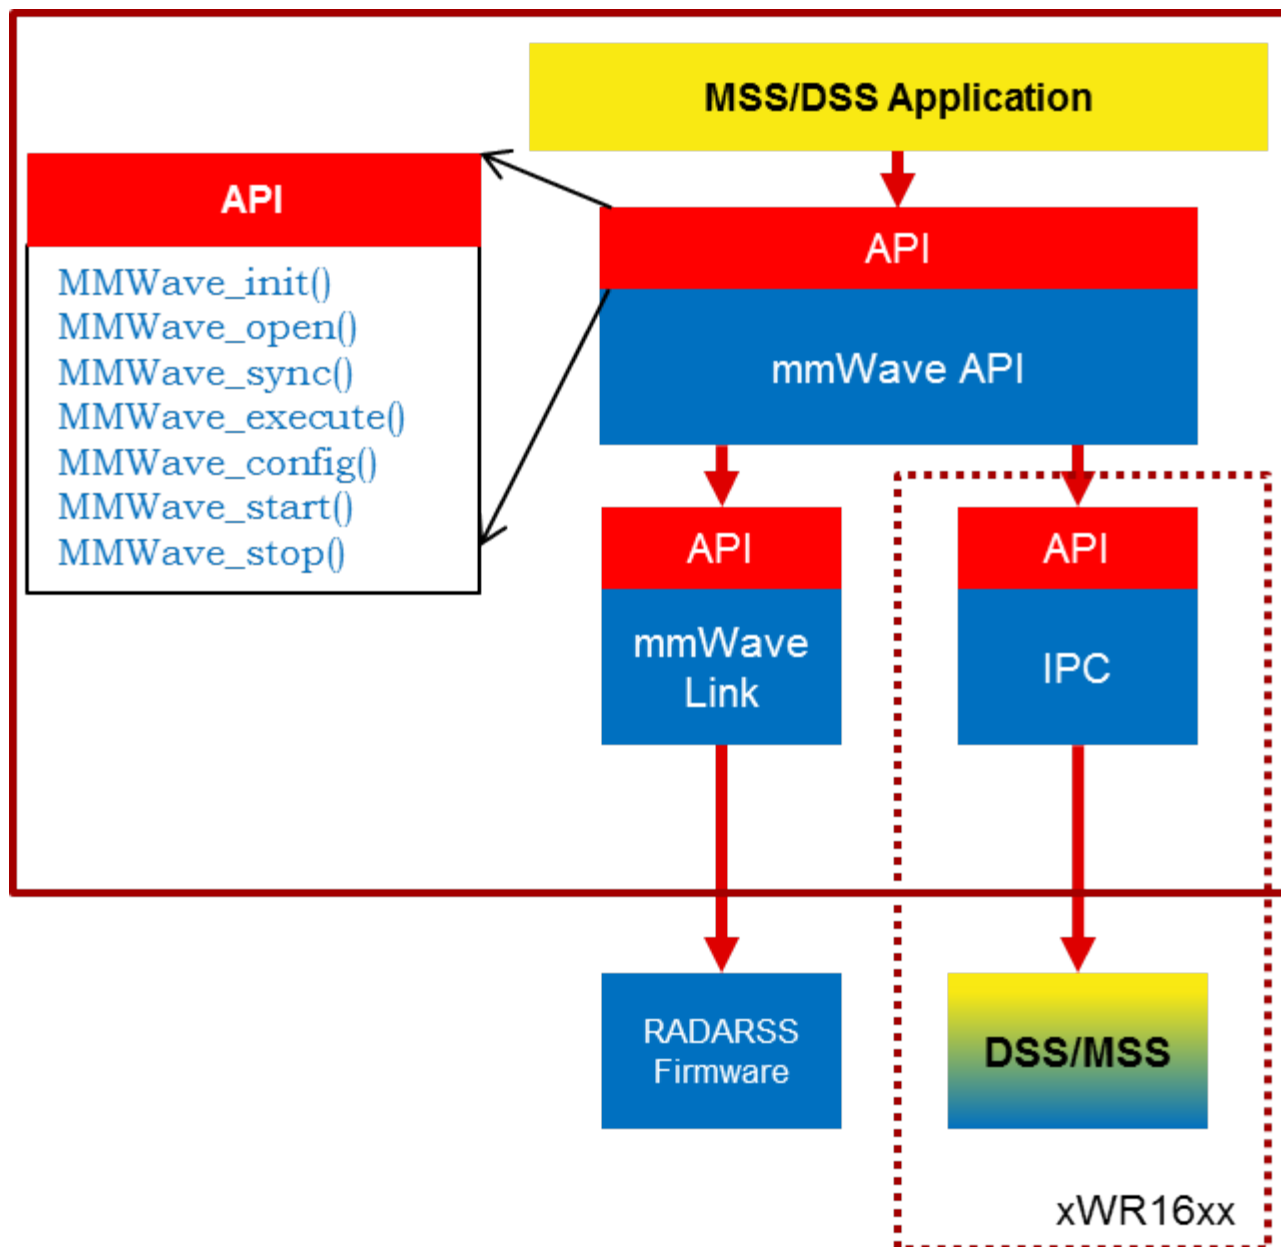 MSS/DSS Application
API
MMWave_init()
MMWave_open()
MMWave_sync()
MMWave_execute()
MMWave_config()
MMWave_start()
MMWave_stop()
API
mmWave API
API
mmWave
Link
API
IPC
RADARSS
Firmware
DSS/MSS
xWR16xx